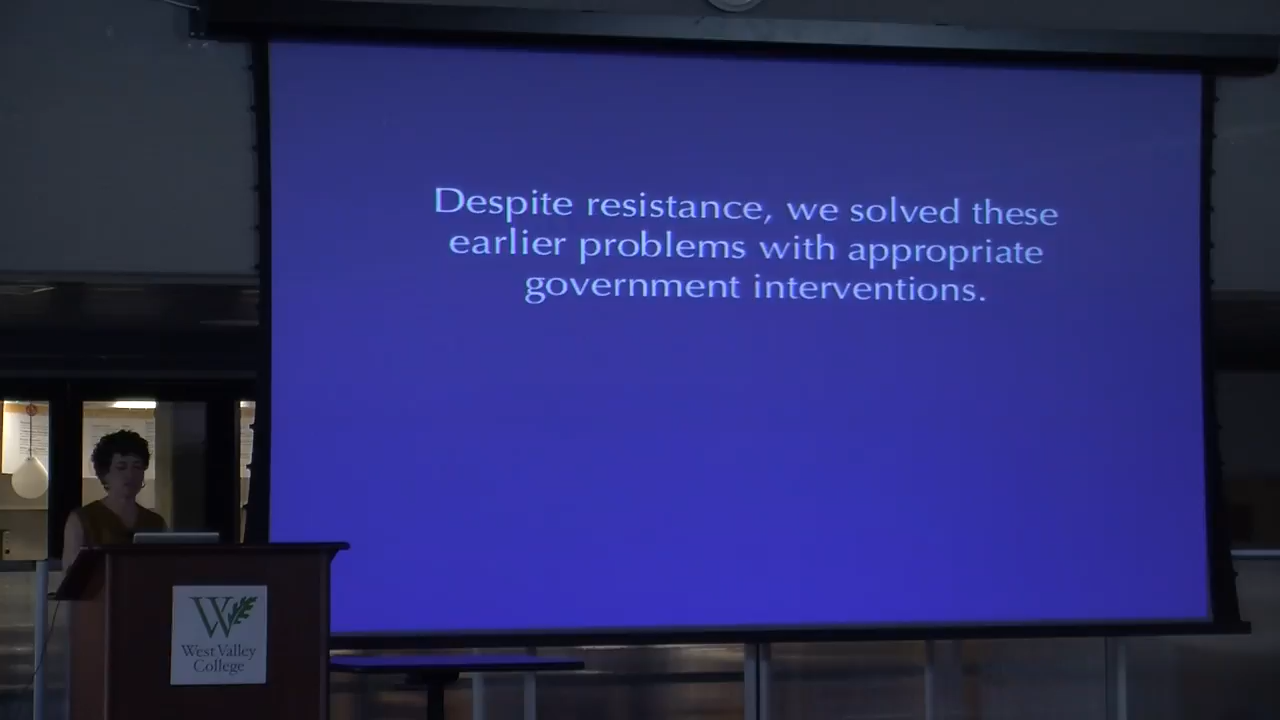 Despite resistance, we solved these
earlier problems with appropriate
government interventions.
W
West Valley
College